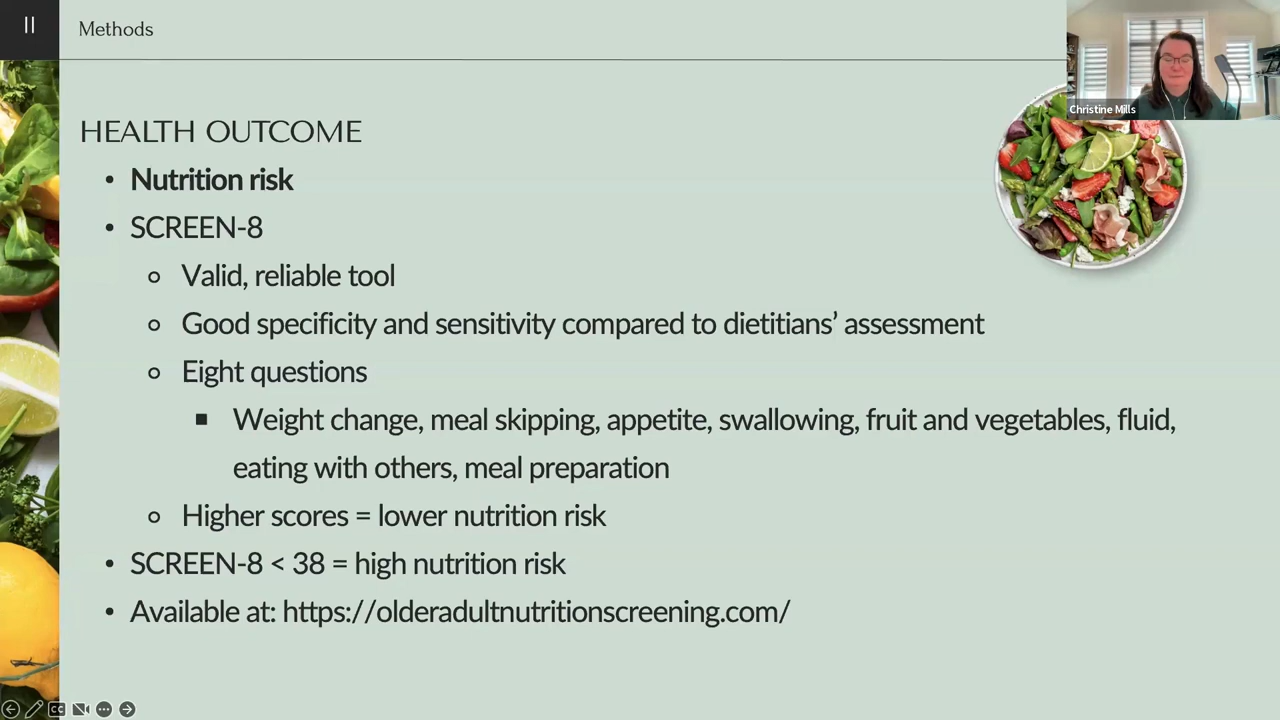 Methods
Christine Mills
HEALTH OUTCOME
• Nutrition risk
• SCREEN-8
Valid, reliable tool
Good specificity and sensitivity compared to dietitians’ assessment
Eight questions
▪ Weight change, meal skipping, appetite, swallowing, fruit and vegetables, fluid,
eating with others, meal preparation
Higher scores = lower nutrition risk
• SCREEN-8 < 38 = high nutrition risk
• Available at: https://olderadultnutritionscreening.com/
CC